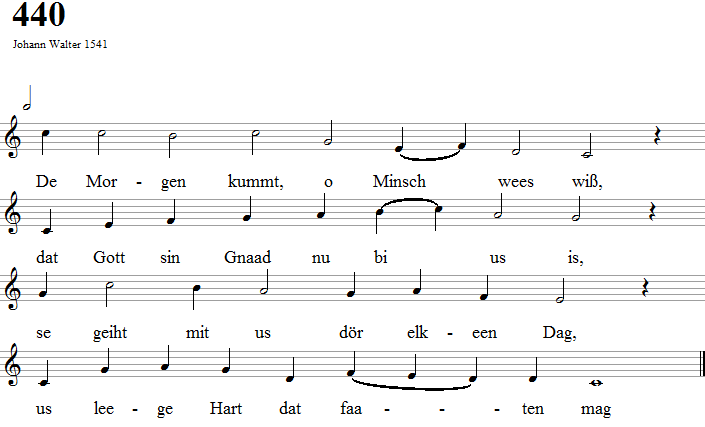 440
Johann Walter 1541
De Mor - gen kummt, o Minsch wees wiß,
dat Gott sin Gnaad nu bi us is,
se geiht mit us dör elk - een Dag,
us lee - ge Hart dat faa - - - ten mag